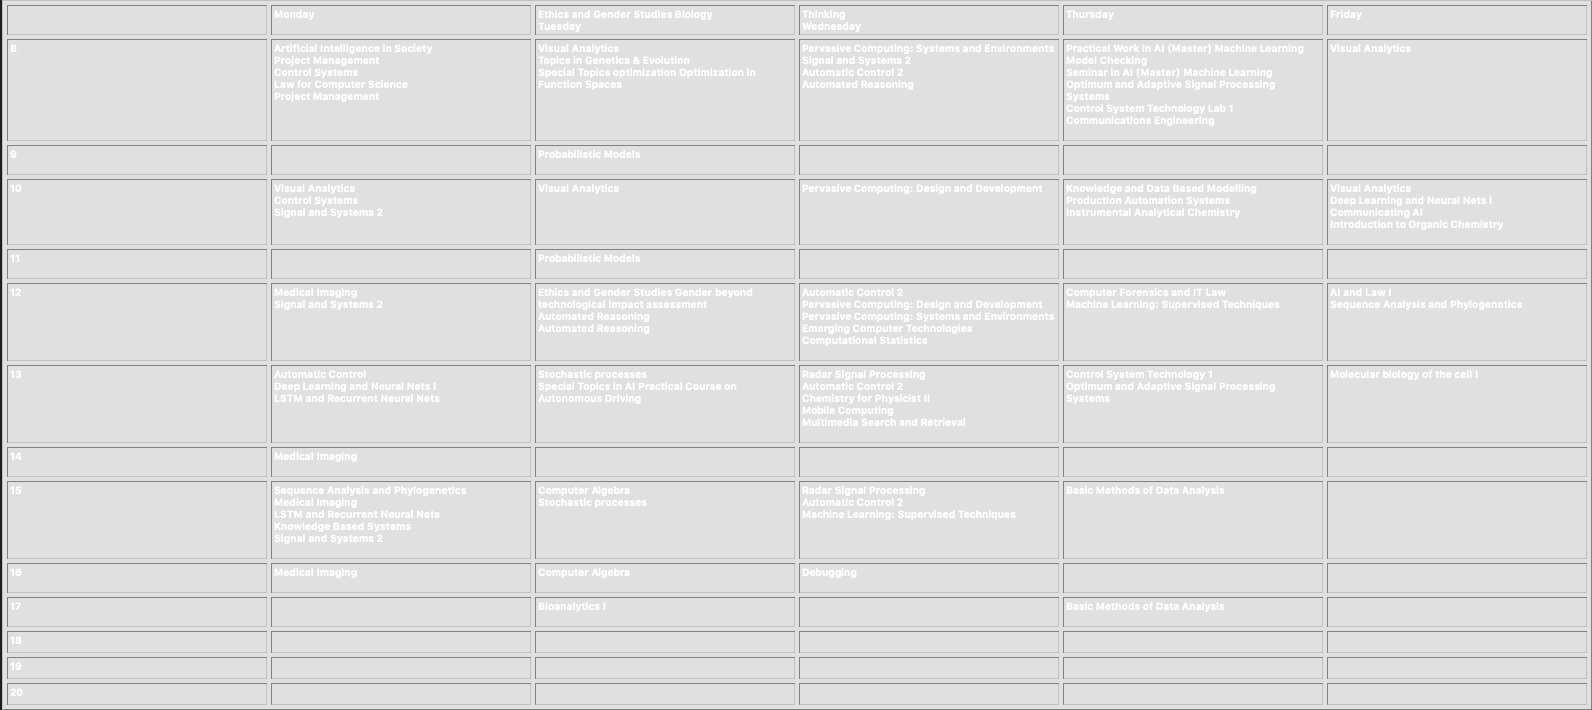 Monday
Ethics and Gender Studies Biology
Tuesday
Thinking
Wednesday
Thursday
Friday
8
Artificial Intelligence in Society
Project Management
Control Systems
Law for Computer Science
Project Management
Visual Analytics
Topics in Genetics & Evolution
Special Topics optimization Optimization in
Function Spaces
Pervasive Computing: Systems and Environments
Signal and Systems 2
Automatic Control 2
Automated Reasoning
Practical Work in AI (Master) Machine Learning
Model Checking
Seminar in AI (Master) Machine Learning
Optimum and Adaptive Signal Processing
Systems
Control System Technology Lab 1
Communications Engineering
Visual Analytics
9
Probabilistic Models
10
Visual Analytics
Control Systems
Signal and Systems 2
Visual Analytics
Pervasive Computing: Design and Development
Knowledge and Data Based Modelling
Production Automation Systems
Instrumental Analytical Chemistry
Visual Analytics
Deep Learning and Neural Nets I
Communicating AI
Introduction to Organic Chemistry
11
Probabilistic Models
12
Medical Imaging
Signal and Systems 2
Ethics and Gender Studies Gender beyond
technological impact assessment
Automated Reasoning
Automated Reasoning
Automatic Control 2
Pervasive Computing: Design and Development
Pervasive Computing: Systems and Environments
Emerging Computer Technologies
Computational Statistics
Computer Forensics and IT Law
Machine Learning: Supervised Techniques
AI and Law I
Sequence Analysis and Phylogenetics
13
Automatic Control
Deep Learning and Neural Nets I
LSTM and Recurrent Neural Nets
Stochastic processes
Special Topics in AI Practical Course on
Autonomous Driving
Radar Signal Processing
Automatic Control 2
Chemistry for Physicist II
Mobile Computing
Multimedia Search and Retrieval
Control System Technology 1
Optimum and Adaptive Signal Processing
Systems
Molecular biology of the cell I
14
Medical Imaging
15
Sequence Analysis and Phylogenetics
Medical Imaging
LSTM and Recurrent Neural Nets
Knowledge Based Systems
Signal and Systems 2
Computer Algebra
Stochastic processes
Radar Signal Processing
Automatic Control 2
Machine Learning: Supervised Techniques
Basic Methods of Data Analysis
16
Medical Imaging
Computer Algebra
Debugging
17
Bioanalytics I
Basic Methods of Data Analysis
18
19
20